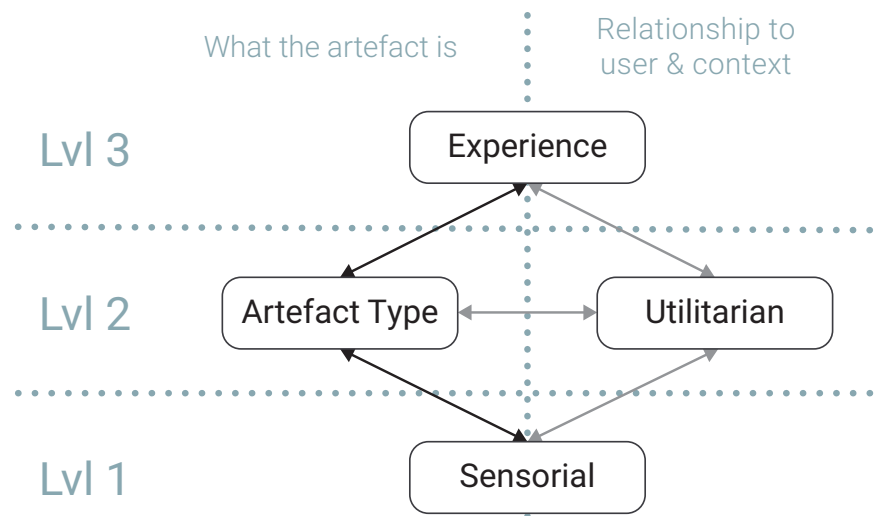 What the artefact is
Relationship to
user & context
Lvl 3
Experience
Lvl 2
Artefact Type
Utilitarian
Lvl 1
Sensorial